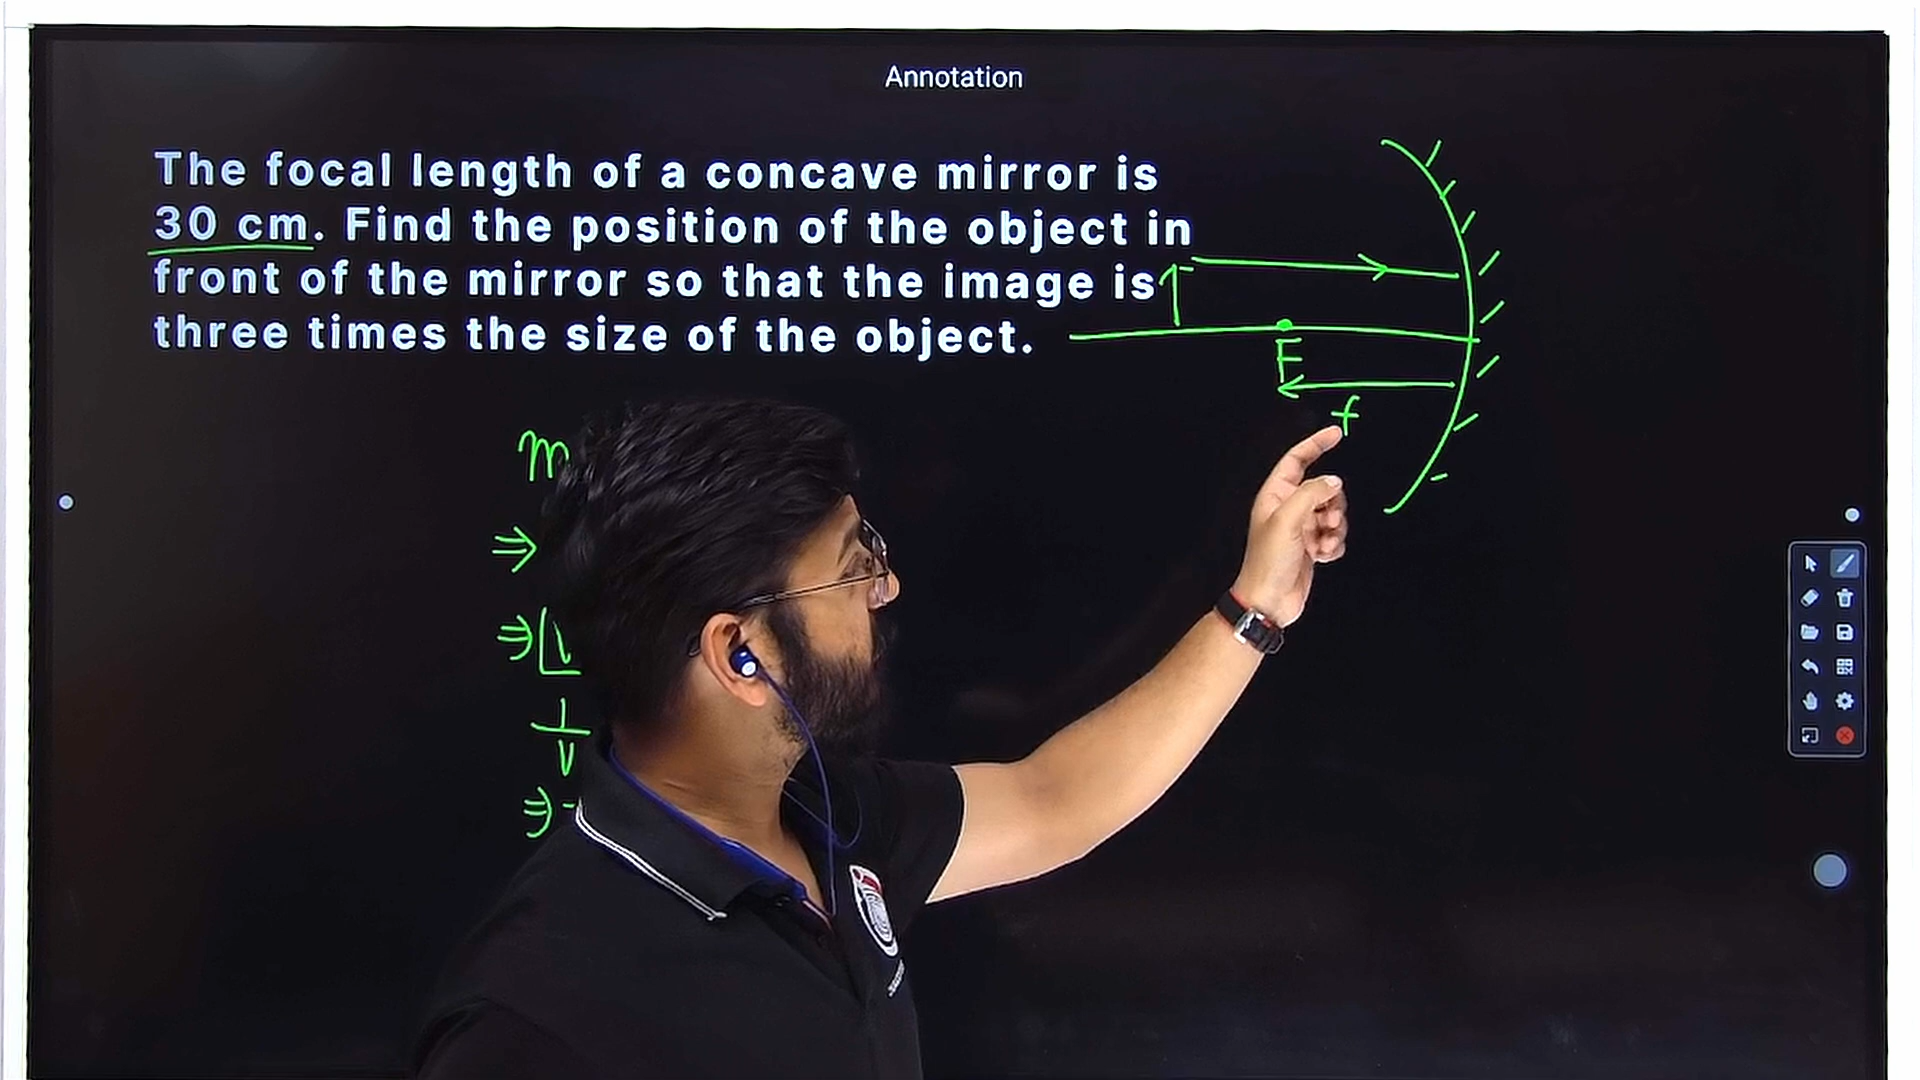 Annotation
The focal length of a concave mirror is
30 cm. Find the position of the object in
front of the mirror so that the image is
three times the size of the object.
F
f
m
⇒
⇒
1
V
⇒ -